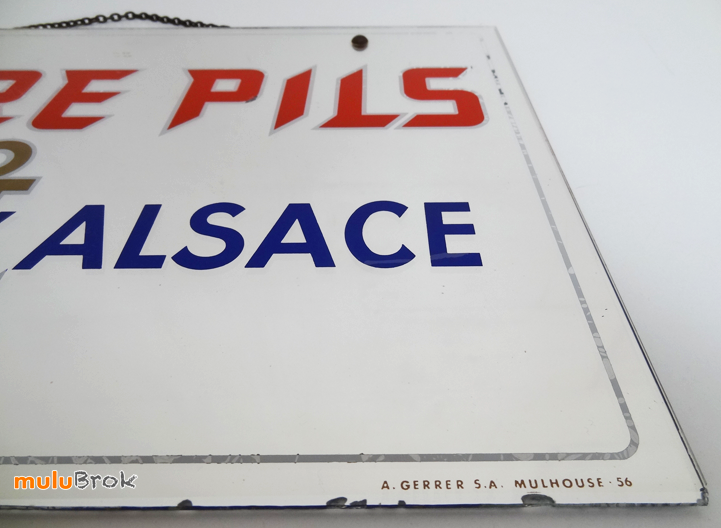 RE PILS
ALSACE
A. GERRER S.A. MULHOUSE · 56
muluBrok